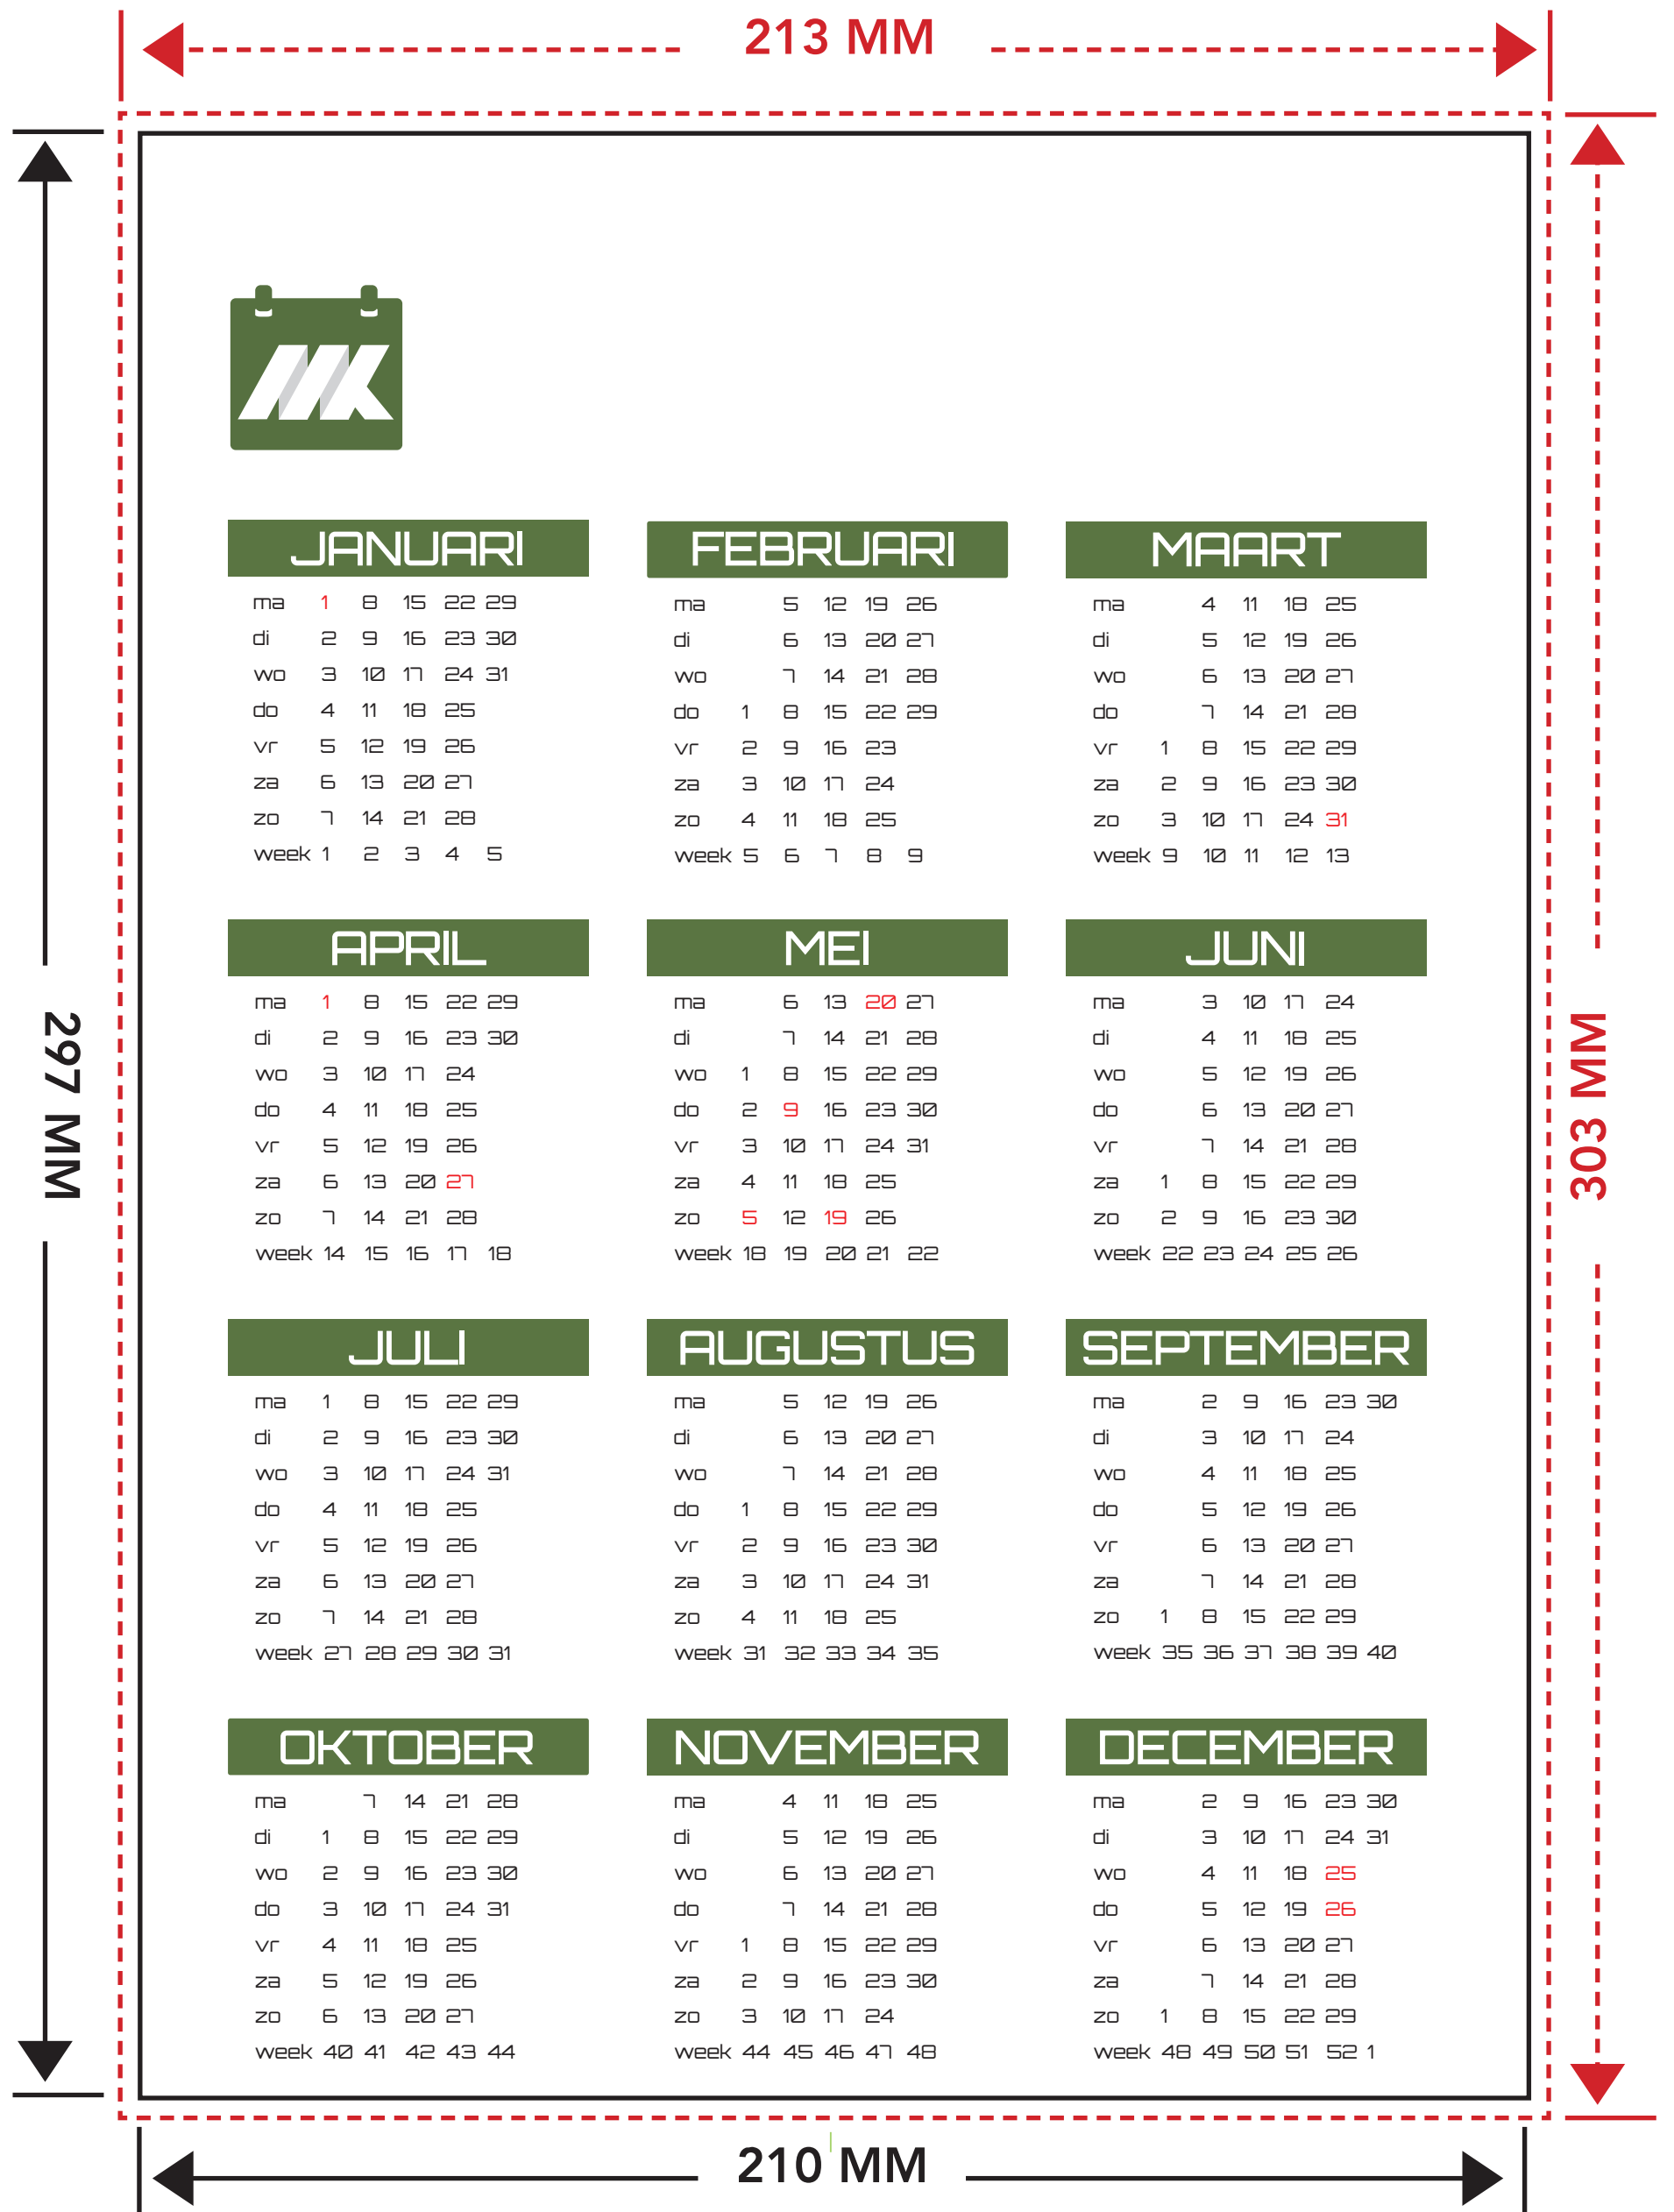 213 MM
297 MM
303 MM
MK
JANUARI
ma 1 8 15 22 29
di 2 9 16 23 30
wo 3 10 17 24 31
do 4 11 18 25
vr 5 12 19 26
za 6 13 20 27
zo 7 14 21 28
week 1 2 3 4 5
FEBRUARI
ma 5 12 19 26
di 6 13 20 27
wo 7 14 21 28
do 1 8 15 22 29
vr 2 9 16 23
za 3 10 17 24
zo 4 11 18 25
week 5 6 7 8 9
MAART
ma 4 11 18 25
di 5 12 19 26
wo 6 13 20 27
do 7 14 21 28
vr 1 8 15 22 29
za 2 9 16 23 30
zo 3 10 17 24 31
week 9 10 11 12 13
APRIL
ma 1 8 15 22 29
di 2 9 16 23 30
wo 3 10 17 24
do 4 11 18 25
vr 5 12 19 26
za 6 13 20 27
zo 7 14 21 28
week 14 15 16 17 18
MEI
ma 6 13 20 27
di 7 14 21 28
wo 1 8 15 22 29
do 2 9 16 23 30
vr 3 10 17 24 31
za 4 11 18 25
zo 5 12 19 26
week 18 19 20 21 22
JUNI
ma 3 10 17 24
di 4 11 18 25
wo 5 12 19 26
do 6 13 20 27
vr 7 14 21 28
za 1 8 15 22 29
zo 2 9 16 23 30
week 22 23 24 25 26
JULI
ma 1 8 15 22 29
di 2 9 16 23 30
wo 3 10 17 24 31
do 4 11 18 25
vr 5 12 19 26
za 6 13 20 27
zo 7 14 21 28
week 27 28 29 30 31
AUGUSTUS
ma 5 12 19 26
di 6 13 20 27
wo 7 14 21 28
do 1 8 15 22 29
vr 2 9 16 23 30
za 3 10 17 24 31
zo 4 11 18 25
week 31 32 33 34 35
SEPTEMBER
ma 2 9 16 23 30
di 3 10 17 24
wo 4 11 18 25
do 5 12 19 26
vr 6 13 20 27
za 7 14 21 28
zo 1 8 15 22 29
week 35 36 37 38 39 40
OKTOBER
ma 7 14 21 28
di 1 8 15 22 29
wo 2 9 16 23 30
do 3 10 17 24 31
vr 4 11 18 25
za 5 12 19 26
zo 6 13 20 27
week 40 41 42 43 44
NOVEMBER
ma 4 11 18 25
di 5 12 19 26
wo 6 13 20 27
do 7 14 21 28
vr 1 8 15 22 29
za 2 9 16 23 30
zo 3 10 17 24
week 44 45 46 47 48
DECEMBER
ma 2 9 16 23 30
di 3 10 17 24 31
wo 4 11 18 25
do 5 12 19 26
vr 6 13 20 27
za 7 14 21 28
zo 1 8 15 22 29
week 48 49 50 51 52 1
210 MM